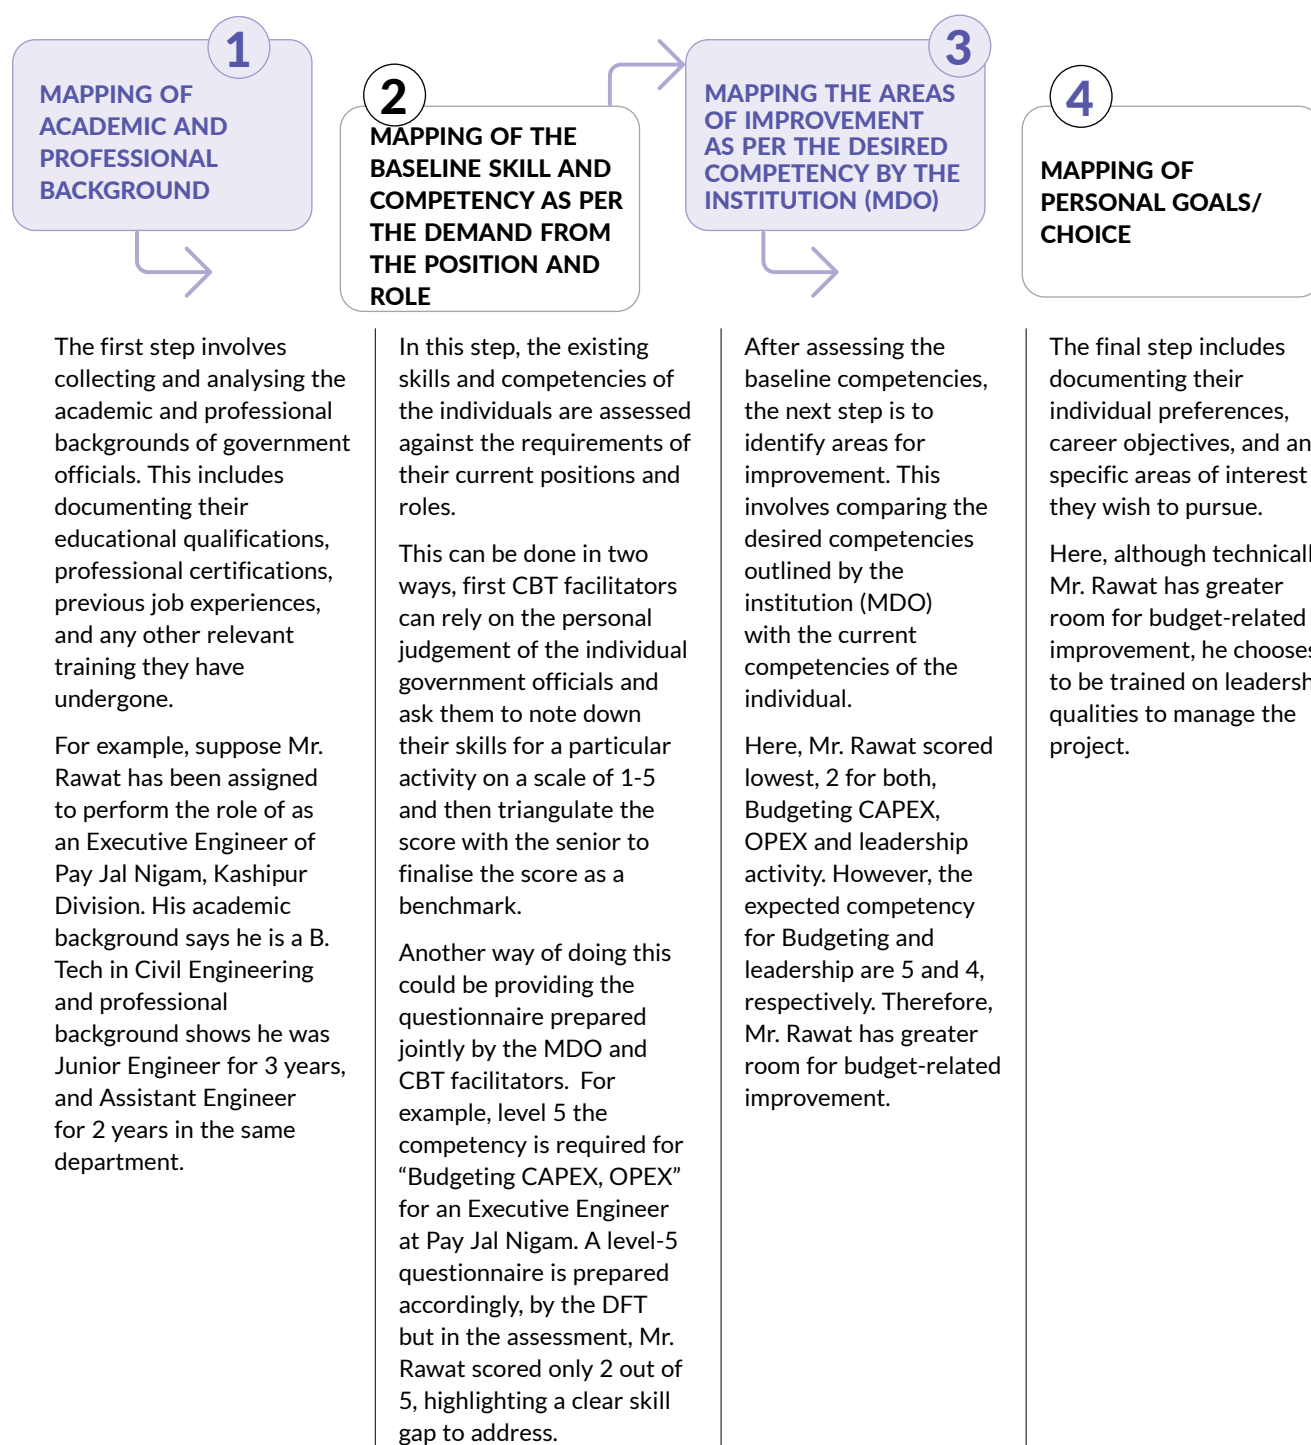 1
MAPPING OF
ACADEMIC AND
PROFESSIONAL
BACKGROUND
The first step involves
collecting and analysing the
academic and professional
backgrounds of government
officials. This includes
documenting their
educational qualifications,
professional certifications,
previous job experiences,
and any other relevant
training they have
undergone.
For example, suppose Mr.
Rawat has been assigned
to perform the role of as
an Executive Engineer of
Pay Jal Nigam, Kashipur
Division. His academic
background says he is a B.
Tech in Civil Engineering
and professional
background shows he was
Junior Engineer for 3 years,
and Assistant Engineer
for 2 years in the same
department.
2
MAPPING OF THE
BASELINE SKILL AND
COMPETENCY AS PER
THE DEMAND FROM
THE POSITION AND
ROLE
In this step, the existing
skills and competencies of
the individuals are assessed
against the requirements of
their current positions and
roles.
This can be done in two
ways, first CBT facilitators
can rely on the personal
judgement of the individual
government officials and
ask them to note down
their skills for a particular
activity on a scale of 1-5
and then triangulate the
score with the senior to
finalise the score as a
benchmark.
Another way of doing this
could be providing the
questionnaire prepared
jointly by the MDO and
CBT facilitators.  For
example, level 5 the
competency is required for
“Budgeting CAPEX, OPEX”
for an Executive Engineer
at Pay Jal Nigam. A level-5
questionnaire is prepared
accordingly, by the DFT
but in the assessment, Mr.
Rawat scored only 2 out of
5, highlighting a clear skill
gap to address.
3
MAPPING THE AREAS
OF IMPROVEMENT
AS PER THE DESIRED
COMPETENCY BY THE
INSTITUTION (MDO)
After assessing the
baseline competencies,
the next step is to
identify areas for
improvement. This
involves comparing the
desired competencies
outlined by the
institution (MDO)
with the current
competencies of the
individual.
Here, Mr. Rawat scored
lowest, 2 for both,
Budgeting CAPEX,
OPEX and leadership
activity. However, the
expected competency
for Budgeting and
leadership are 5 and 4,
respectively. Therefore,
Mr. Rawat has greater
room for budget-related
improvement.
4
MAPPING OF
PERSONAL GOALS/
CHOICE
The final step includes
documenting their
individual preferences,
career objectives, and
specific areas of interest
they wish to pursue.
Here, although
Mr. Rawat has greater
room for budget-related
improvement, he
to be trained on
qualities to manage the
project.